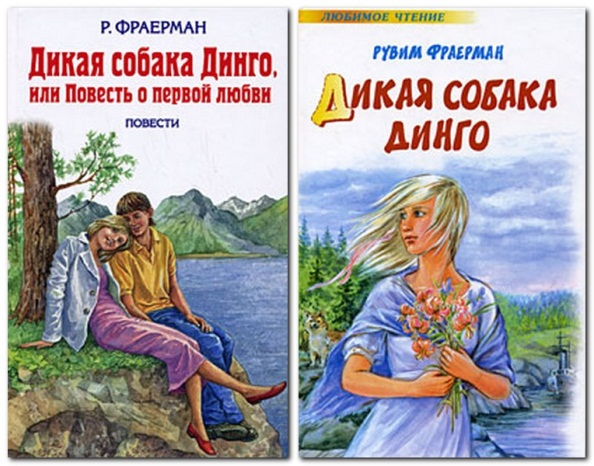 Р. ФРАЕРМАН
Дикая собака Динго,
или Повесть о первой любви
ПОВЕСТИ
ЛЮБИМОЕ ЧТЕНИЕ
РУВИМ ФРАЕРМАН
ДИКАЯ СОБАКА
ДИНГО